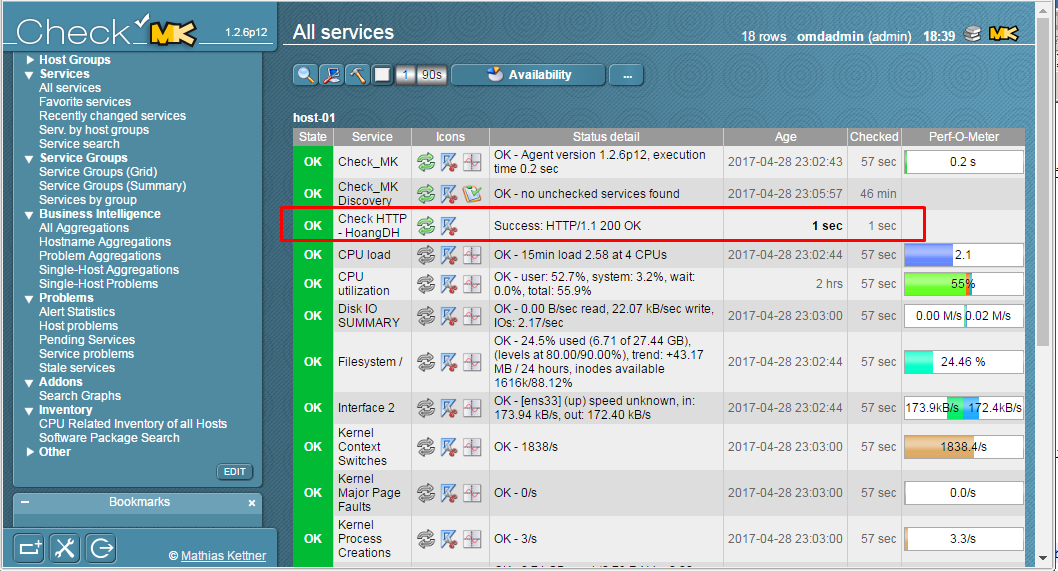 Check MK 1.2.6p12
Host Groups
Services
All services
Favorite services
Recently changed services
Serv. by host groups
Service search
Service Groups
Service Groups (Grid)
Service Groups (Summary)
Services by group
Business Intelligence
All Aggregations
Hostname Aggregations
Problem Aggregations
Single-Host Aggregations
Single-Host Problems
Problems
Alert Statistics
Host problems
Pending Services
Service problems
Stale services
Addons
Search Graphs
Inventory
CPU Related Inventory of all Hosts
Software Package Search
Other
EDIT
Bookmarks
© Mathias Kettner
All services
18 rows omdadmin (admin) 18:39 MK
1 90s Availability ...
host-01
State Service Icons Status detail Age Checked Perf-O-Meter
OK Check_MK OK - Agent version 1.2.6p12, execution 2017-04-28 23:02:43 57 sec 0.2 s
time 0.2 sec
OK Check_MK OK - no unchecked services found 2017-04-28 23:05:57 46 min
Discovery
OK Check HTTP Success: HTTP/1.1 200 OK 1 sec 1 sec
- HoangDH
OK CPU load OK - 15min load 2.58 at 4 CPUs 2017-04-28 23:02:44 57 sec 2.1
OK CPU OK - user: 52.7%, system: 3.2%, wait: 2 hrs 57 sec 55%
utilization 0.0%, total: 55.9%
OK Disk IO OK - 0.00 B/sec read, 22.07 kB/sec write, 2017-04-28 23:02:44 57 sec 0.00 M/s 0.02 M/s
SUMMARY IOs: 2.17/sec
OK Filesystem / OK - 24.5% used (6.71 of 27.44 GB), 2017-04-28 23:02:44 57 sec 24.46 %
(levels at 80.00/90.00%), trend: +43.17
MB / 24 hours, inodes available
1616k/88.12%
OK Interface 2 OK - [ens33] (up) speed unknown, in: 2017-04-28 23:02:44 57 sec 173.9kB/s 172.4kB/s
173.94 kB/s, out: 172.40 kB/s
OK Kernel OK - 1838/s 2017-04-28 23:03:00 57 sec 1838.4/s
Context
Switches
OK Kernel OK - 0/s 2017-04-28 23:03:00 57 sec 0.0/s
Major Page
Faults
OK Kernel OK - 3/s 2017-04-28 23:03:00 57 sec 3.3/s
Process
Creations